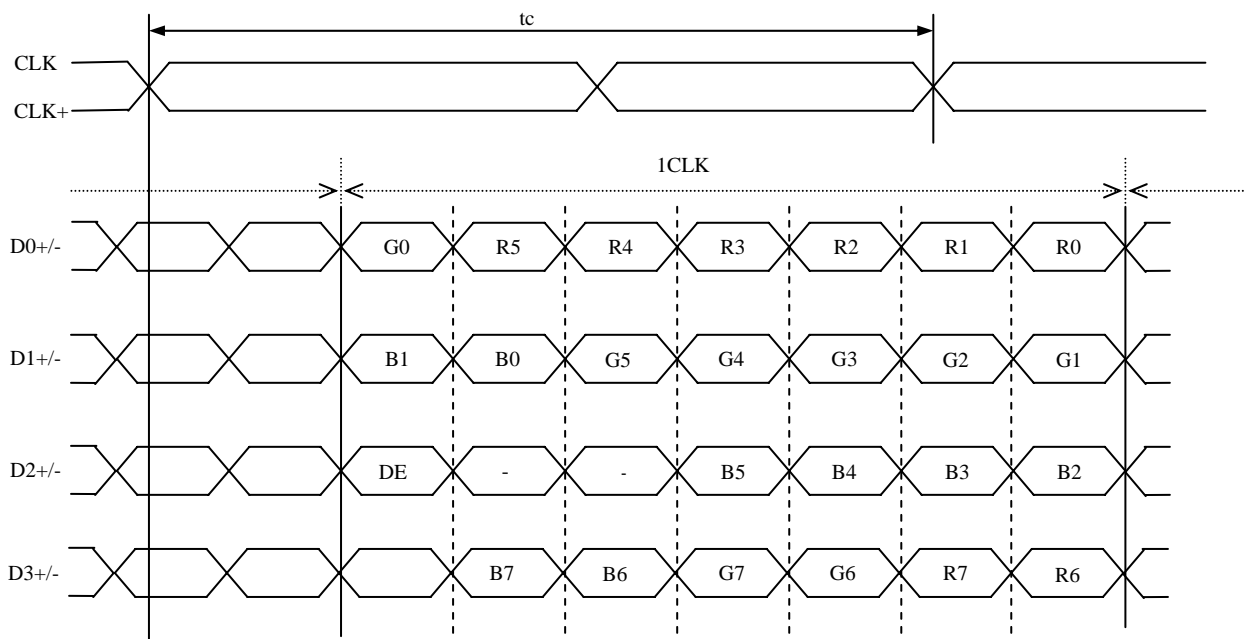 tc
CLK
CLK+
1CLK
D0+/- G0 R5 R4 R3 R2 R1 R0
D1+/- B1 B0 G5 G4 G3 G2 G1
D2+/- DE - - B5 B4 B3 B2
D3+/- B7 B6 G7 G6 R7 R6